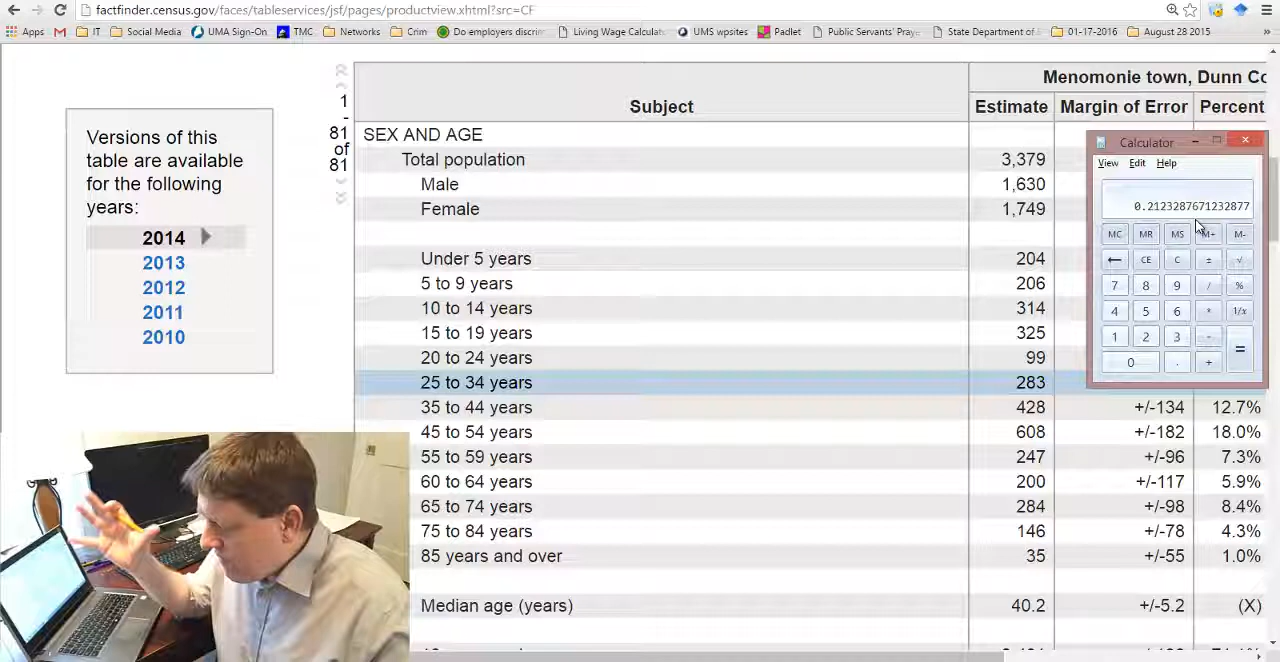 factfinder.census.gov/faces/tableservices/jsf/pages/productview.xhtml?src=CF
Apps IT Social Media UMA Sign-On TMC Networks Crim Do employers discrin Living Wage Calculat UMS wpsites Padlet Public Servants' Pray State Department of 01-17-2016 August 28 2015 »
Versions of this
table are available
for the following
years:
2014
2013
2012
2011
2010
1
-
81
of
81
Subject
Menomonie town, Dunn Co
Estimate Margin of Error Percent
SEX AND AGE
Total population 3,379
Male 1,630
Female 1,749
Under 5 years 204
5 to 9 years 206
10 to 14 years 314
15 to 19 years 325
20 to 24 years 99
25 to 34 years 283
35 to 44 years 428 +/-134 12.7%
45 to 54 years 608 +/-182 18.0%
55 to 59 years 247 +/-96 7.3%
60 to 64 years 200 +/-117 5.9%
65 to 74 years 284 +/-98 8.4%
75 to 84 years 146 +/-78 4.3%
85 years and over 35 +/-55 1.0%
Median age (years) 40.2 +/-5.2 (X)
Calculator
View Edit Help
0.2123287671232877
MC MR MS M+ M-
← CE C ± √
7 8 9 / %
4 5 6 * 1/x
1 2 3 - =
0 . +